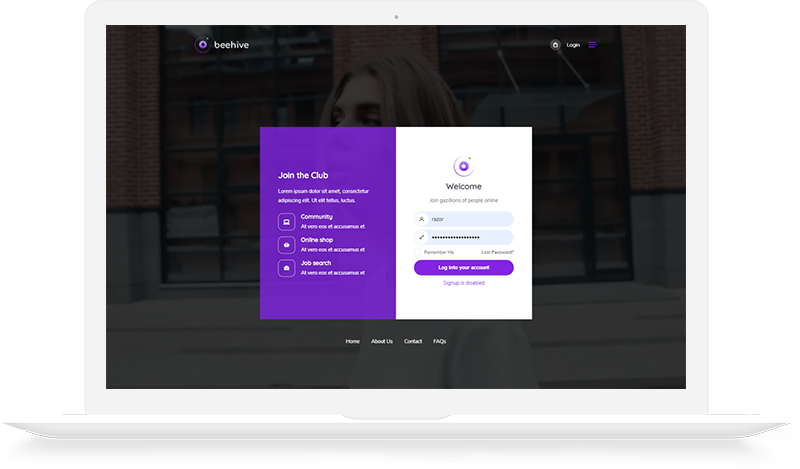 beehive
Login
Join the Club
Lorem ipsum dolor sit amet, consectetur
adipiscing elit. Ut elit tellus, luctus.
Community
At vero eos et accusamus et
Online shop
At vero eos et accusamus et
Job search
At vero eos et accusamus et
Welcome
Join gazillions of people online
razor
••••••••••••••••••
Remember Me
Lost Password?
Log into your account
Signup is disabled
Home
About Us
Contact
FAQs